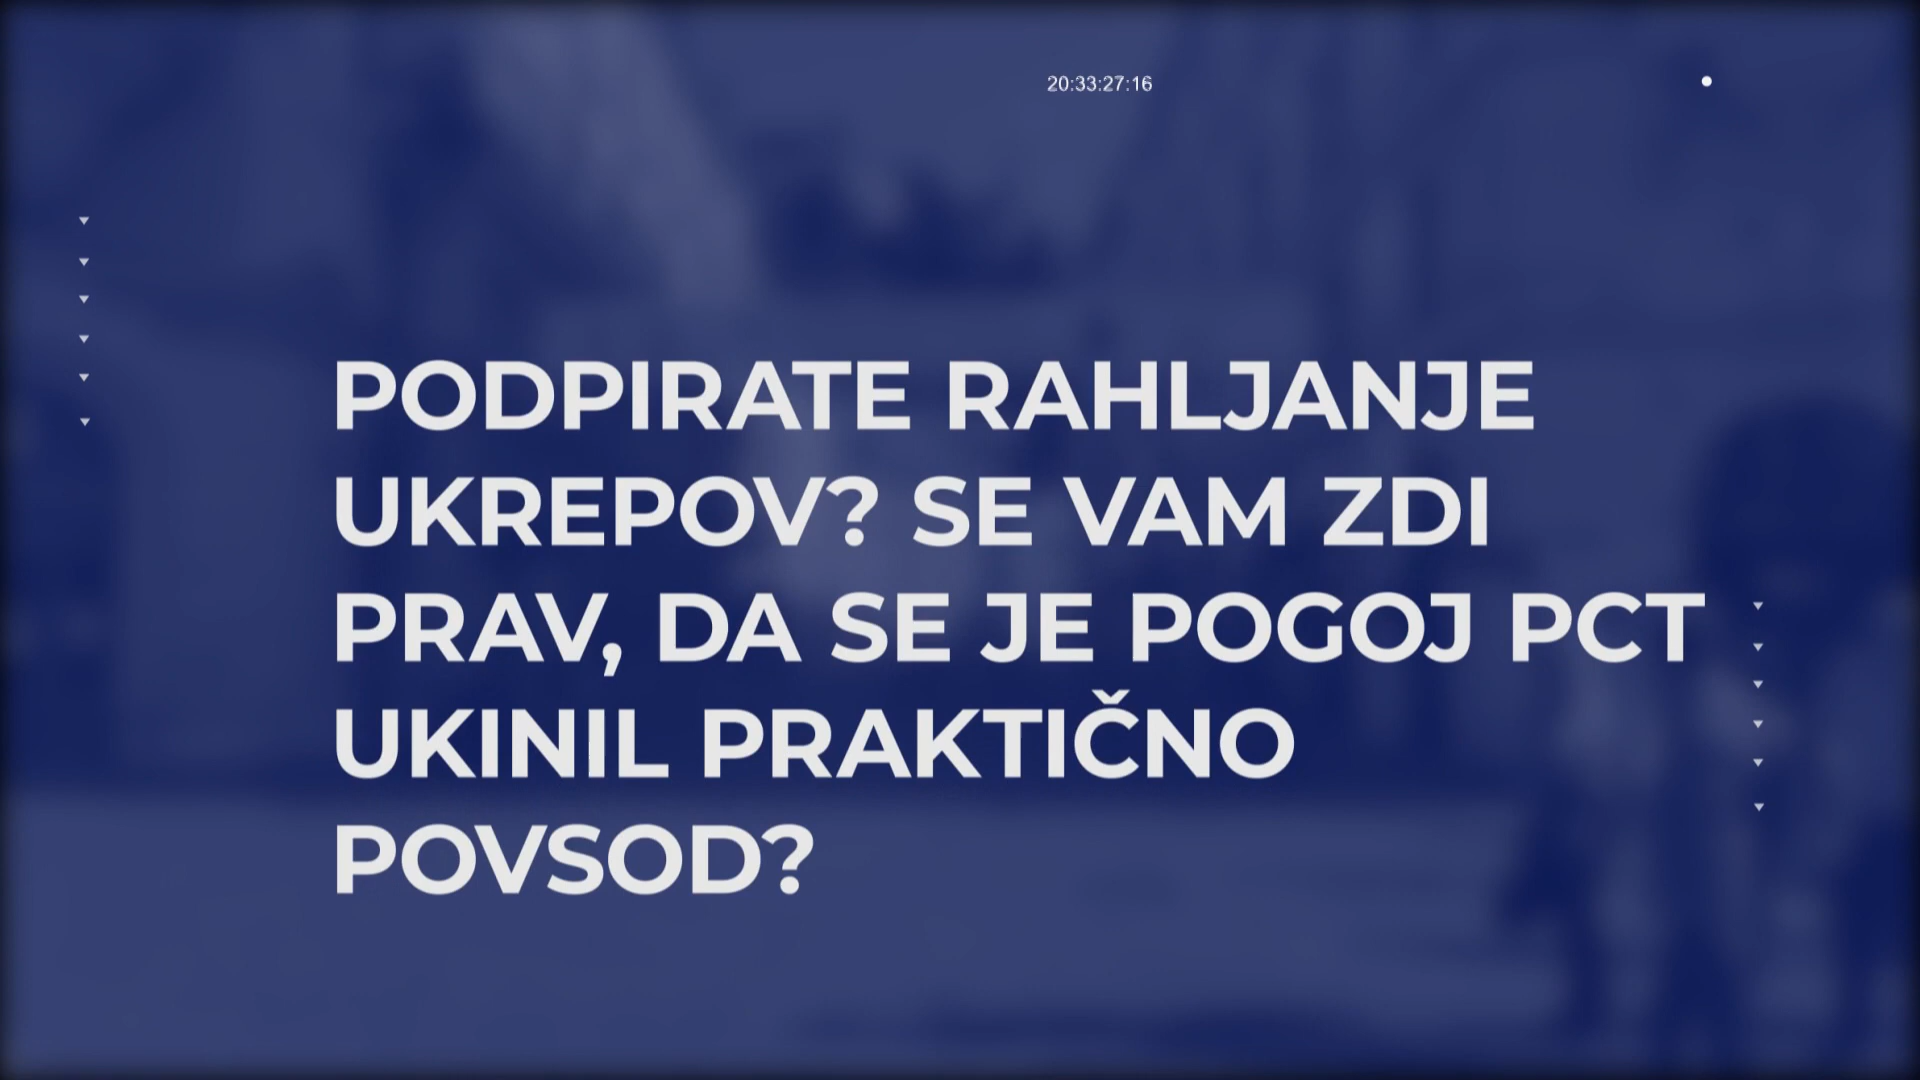 20:33:27:16
PODPIRATE RAHLJANJE
UKREPOV? SE VAM ZDI
PRAV, DA SE JE POGOJ PCT
UKINIL PRAKTIČNO
POVSOD?